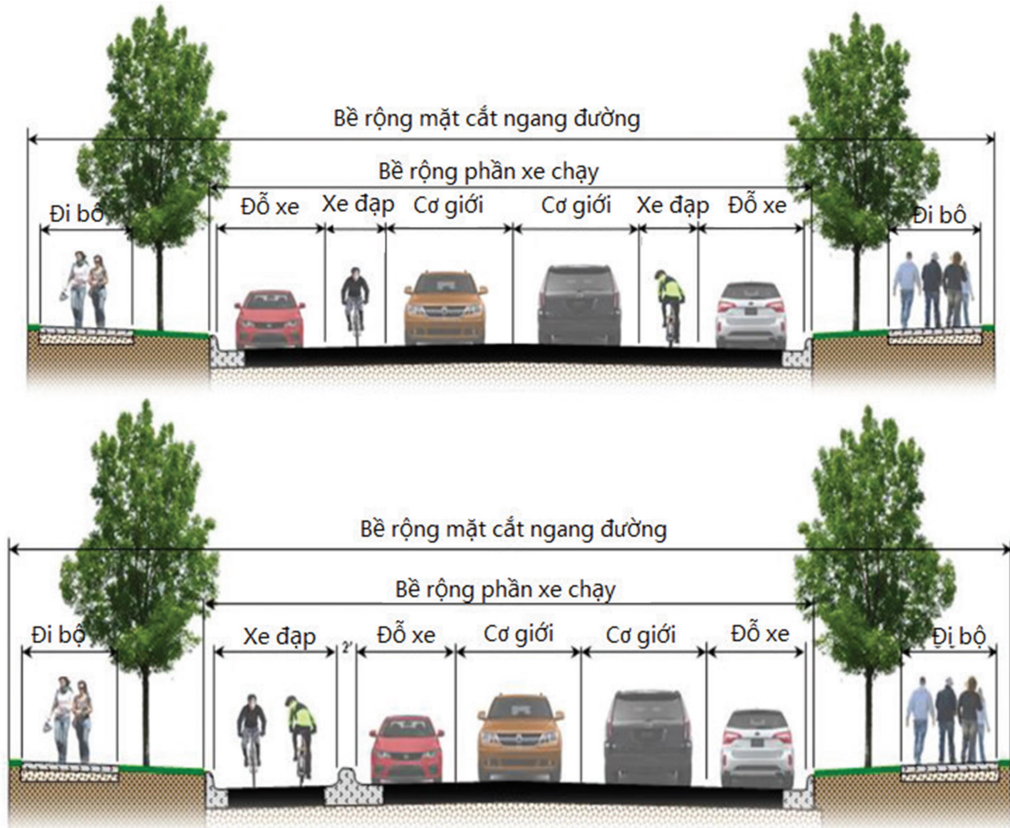 Bề rộng mặt cắt ngang đường
Bề rộng phần xe chạy
Đi bộ Đỗ xe Xe đạp Cơ giới Cơ giới Xe đạp Đỗ xe Đi bộ
Bề rộng mặt cắt ngang đường
Bề rộng phần xe chạy
Đi bộ Xe đạp 2' Đỗ xe Cơ giới Cơ giới Đỗ xe Đi bộ